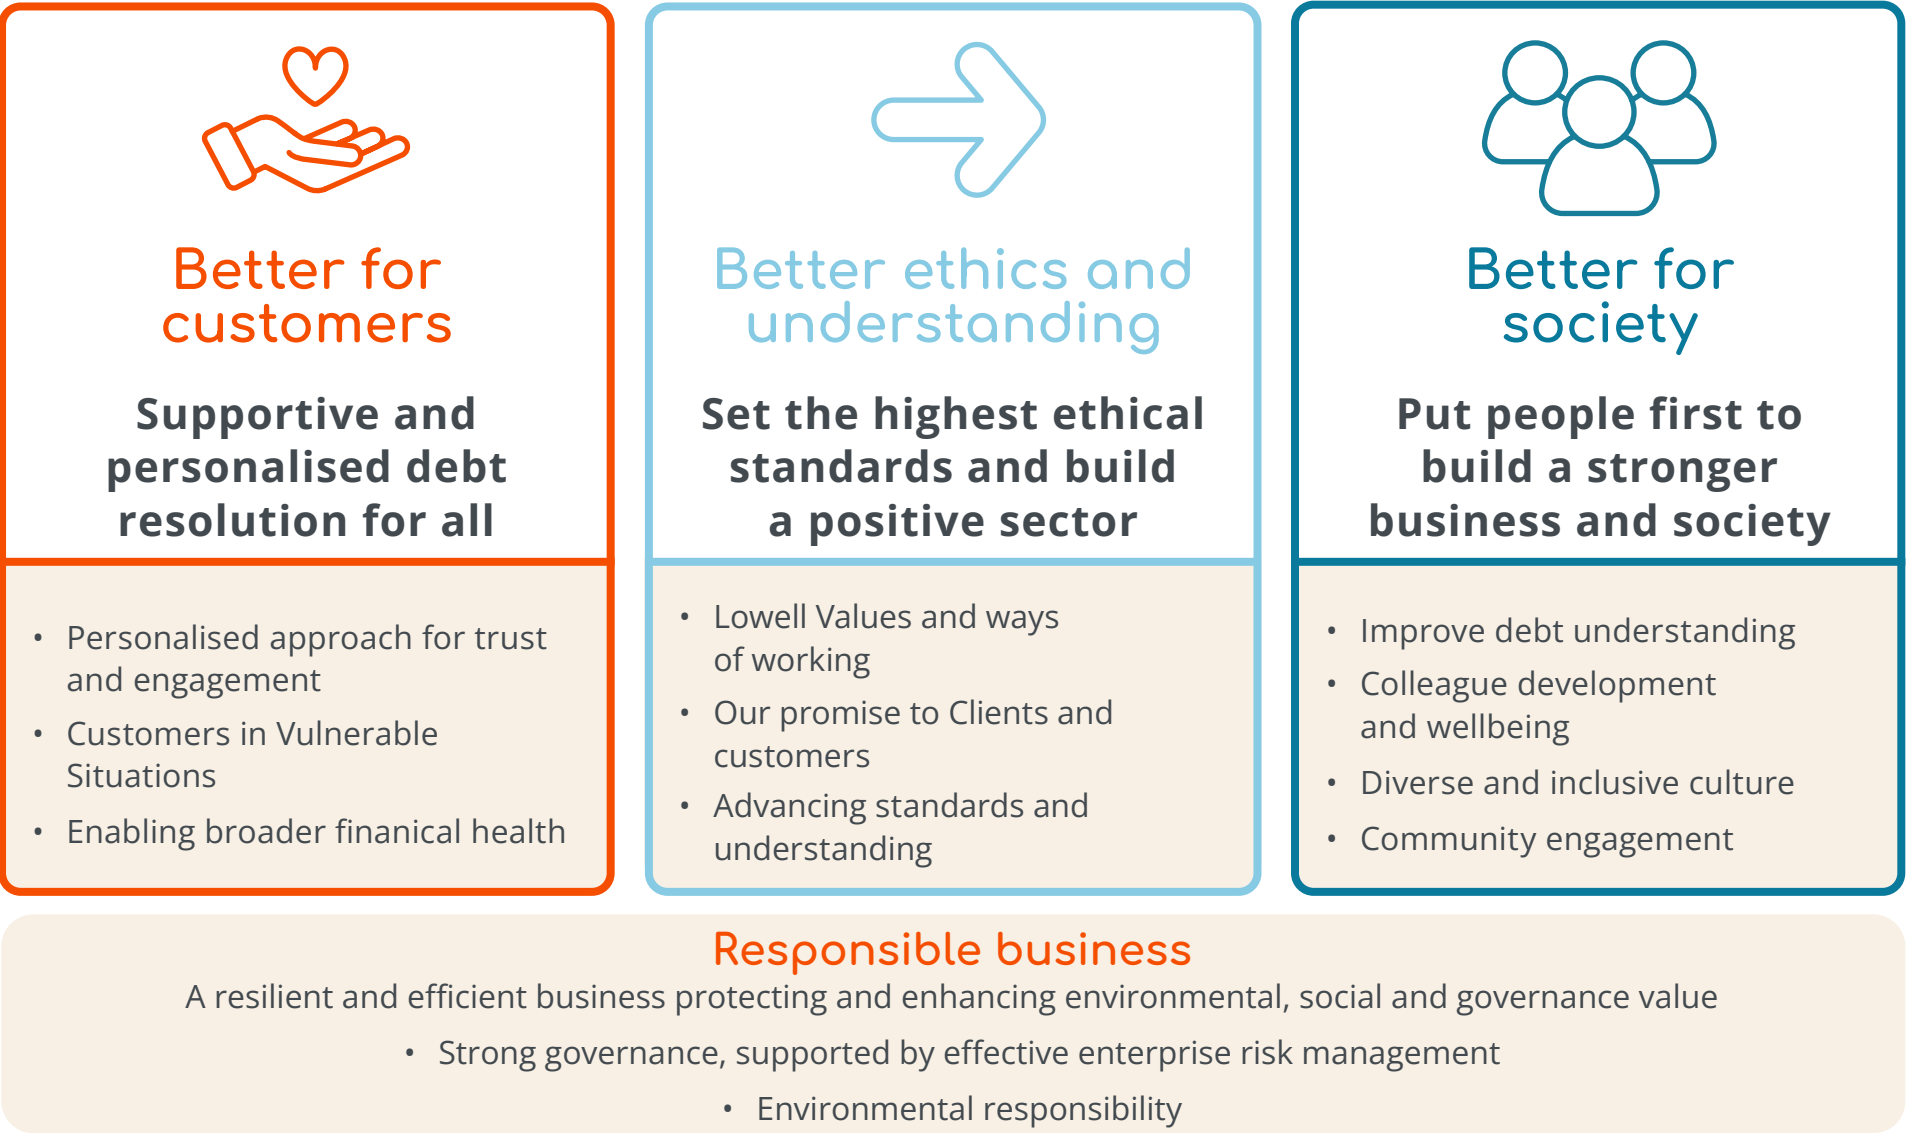 Better for
customers
Supportive and
personalised debt
resolution for all
• Personalised approach for trust
and engagement
• Customers in Vulnerable
Situations
• Enabling broader finanical health
Better ethics and
understanding
Set the highest ethical
standards and build
a positive sector
• Lowell Values and ways
of working
• Our promise to Clients and
customers
• Advancing standards and
understanding
Better for
society
Put people first to
build a stronger
business and society
• Improve debt understanding
• Colleague development
and wellbeing
• Diverse and inclusive culture
• Community engagement
Responsible business
A resilient and efficient business protecting and enhancing environmental, social and governance value
• Strong governance, supported by effective enterprise risk management
• Environmental responsibility